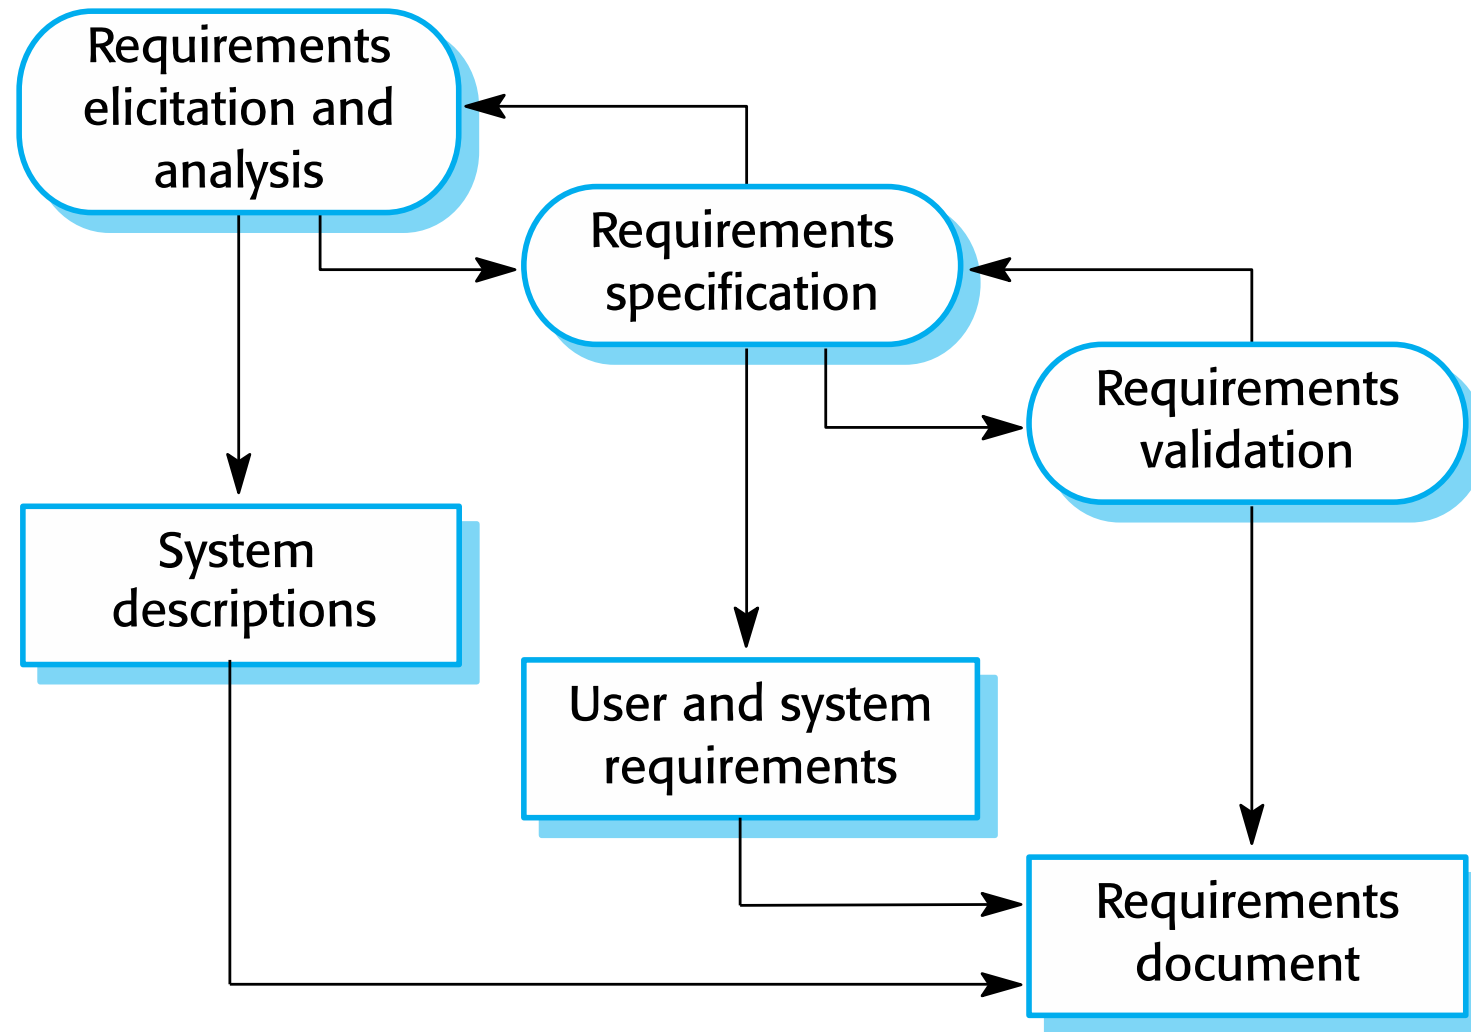 Requirements
elicitation and
analysis
Requirements
specification
Requirements
validation
System
descriptions
User and system
requirements
Requirements
document